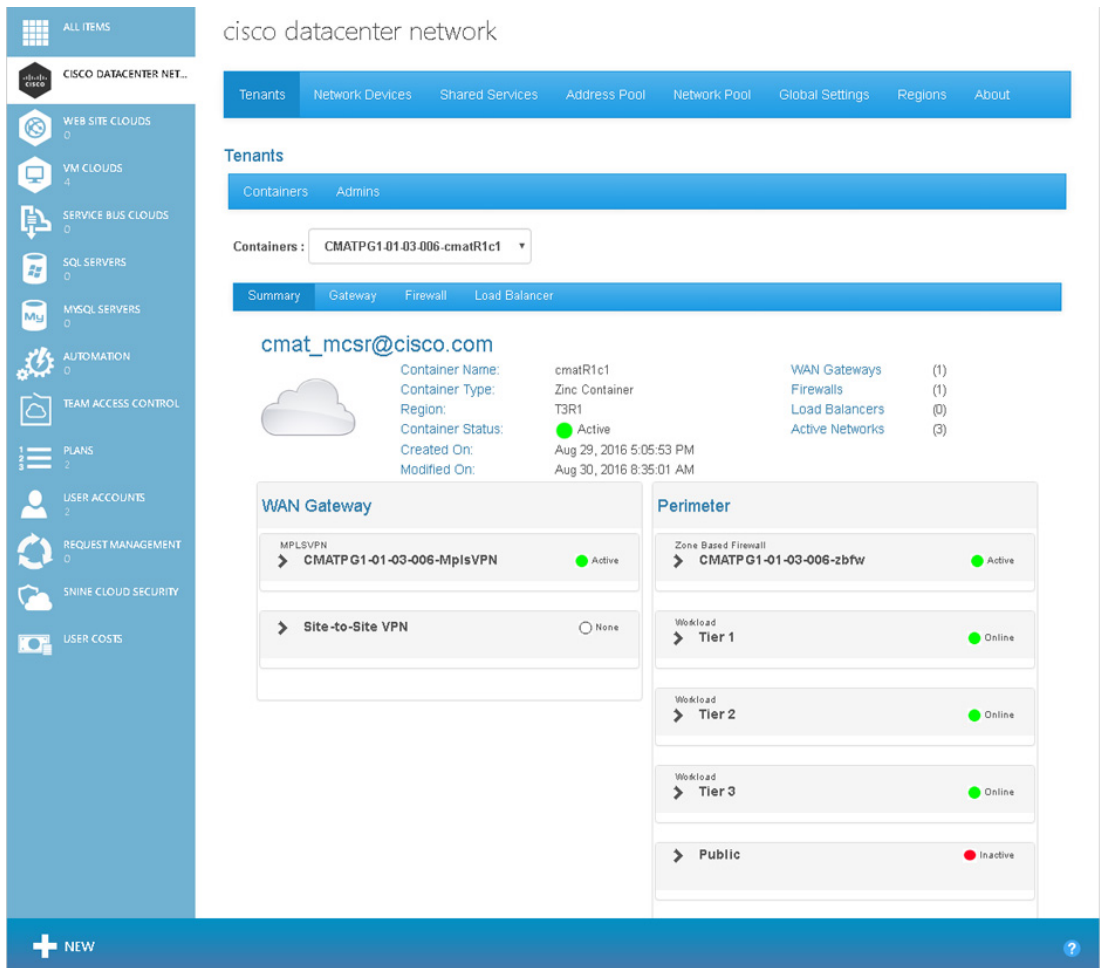 ALL ITEMS
cisco
CISCO DATACENTER NET...
WEB SITE CLOUDS
0
VM CLOUDS
4
SERVICE BUS CLOUDS
0
SQL SERVERS
0
My
MYSQL SERVERS
0
AUTOMATION
0
TEAM ACCESS CONTROL
1
2
3
PLANS
2
USER ACCOUNTS
2
REQUEST MANAGEMENT
0
5NINE CLOUD SECURITY
USER COSTS
cisco datacenter network
Tenants Network Devices Shared Services Address Pool Network Pool Global Settings Regions About
Tenants
Containers Admins
Containers : CMATPG1-01-03-006-cmatR1c1
Summary Gateway Firewall Load Balancer
cmat_mcsr@cisco.com
Container Name: cmatR1c1 WAN Gateways (1)
Container Type: Zinc Container Firewalls (1)
Region: T3R1 Load Balancers (0)
Container Status: Active Active Networks (3)
Created On: Aug 29, 2016 5:05:53 PM
Modified On: Aug 30, 2016 8:35:01 AM
WAN Gateway
MPLSVPN
CMATPG1-01-03-006-MplsVPN Active
Site-to-Site VPN None
Perimeter
Zone Based Firewall
CMATPG1-01-03-006-zbfw Active
Workload
Tier 1 Online
Workload
Tier 2 Online
Workload
Tier 3 Online
Public Inactive
NEW
?